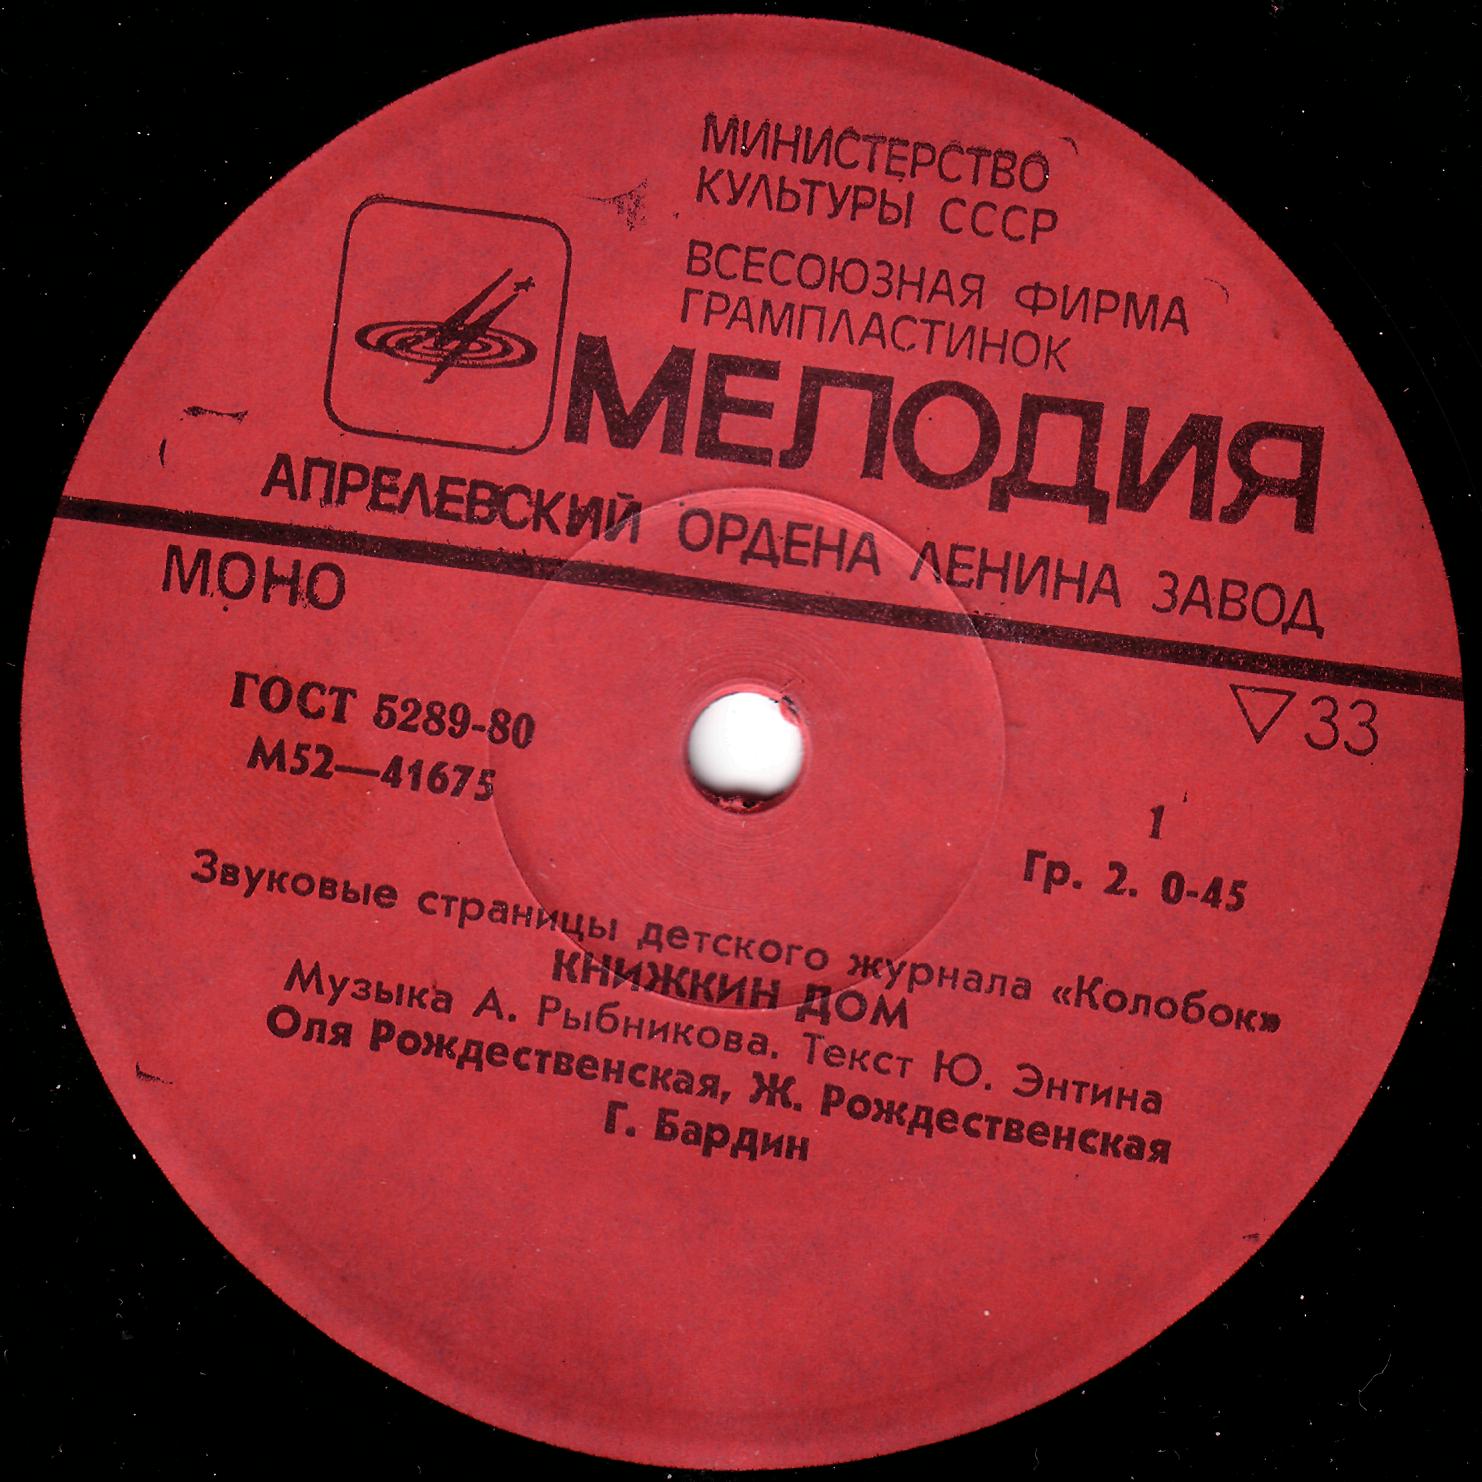 МИНИСТЕРСТВО
КУЛЬТУРЫ СССР
ВСЕСОЮЗНАЯ ФИРМА
ГРАМПЛАСТИНОК
МЕЛОДИЯ
АПРЕЛЕВСКИЙ ОРДЕНА ЛЕНИНА ЗАВОД
МОНО
▽ 33
ГОСТ 5289-80
М52—41675
1
Гр. 2. 0-45
Звуковые страницы детского журнала «Колобок»
КНИЖКИН ДОМ
Музыка А. Рыбникова. Текст Ю. Энтина
Оля Рождественская, Ж. Рождественская
Г. Бардин